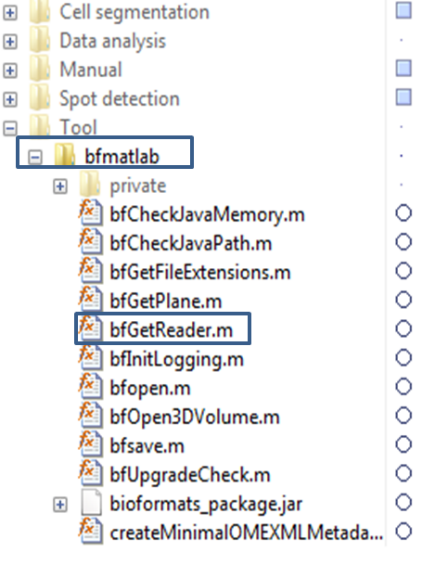 Cell segmentation
Data analysis
Manual
Spot detection
Tool
bfmatlab
private
bfCheckJavaMemory.m
bfCheckJavaPath.m
bfGetFileExtensions.m
bfGetPlane.m
bfGetReader.m
bfInitLogging.m
bfopen.m
bfOpen3DVolume.m
bfsave.m
bfUpgradeCheck.m
bioformats_package.jar
createMinimalOMEXMLMetada...